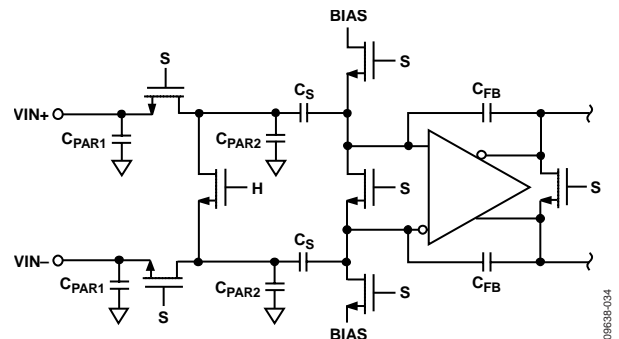 BIAS
S
S
CS
CFB
VIN+
CPAR1
CPAR2
H
S
S
VIN–
CS
CPAR1
CPAR2
CFB
S
S
BIAS
09638-034